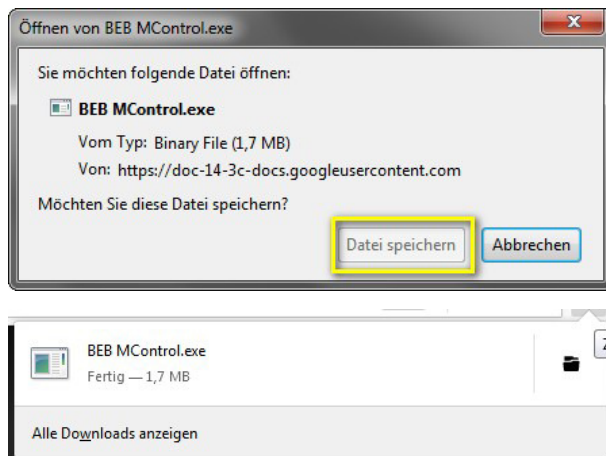 Öffnen von BEB MControl.exe
Sie möchten folgende Datei öffnen:
BEB MControl.exe
Vom Typ: Binary File (1,7 MB)
Von: https://doc-14-3c-docs.googleusercontent.com
Möchten Sie diese Datei speichern?
Datei speichern Abbrechen
BEB MControl.exe
Fertig — 1,7 MB
Alle Downloads anzeigen